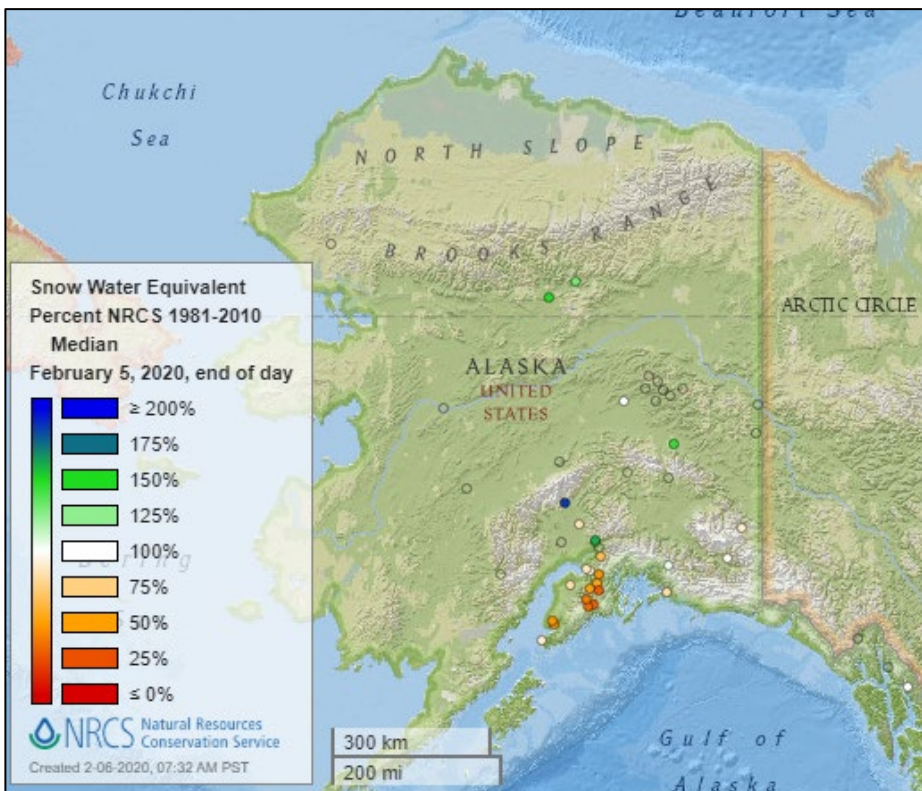 Beaufort Sea
Chukchi
Sea
NORTH SLOPE
BROOKS RANGE
ARCTIC CIRCLE
ALASKA
UNITED
STATES
Snow Water Equivalent
Percent NRCS 1981-2010
Median
February 5, 2020, end of day
≥ 200%
175%
150%
125%
100%
75%
50%
25%
≤ 0%
Bering
NRCS Natural Resources
Conservation Service
Created 2-06-2020, 07:32 AM PST
300 km
200 mi
Gulf of
Alaska